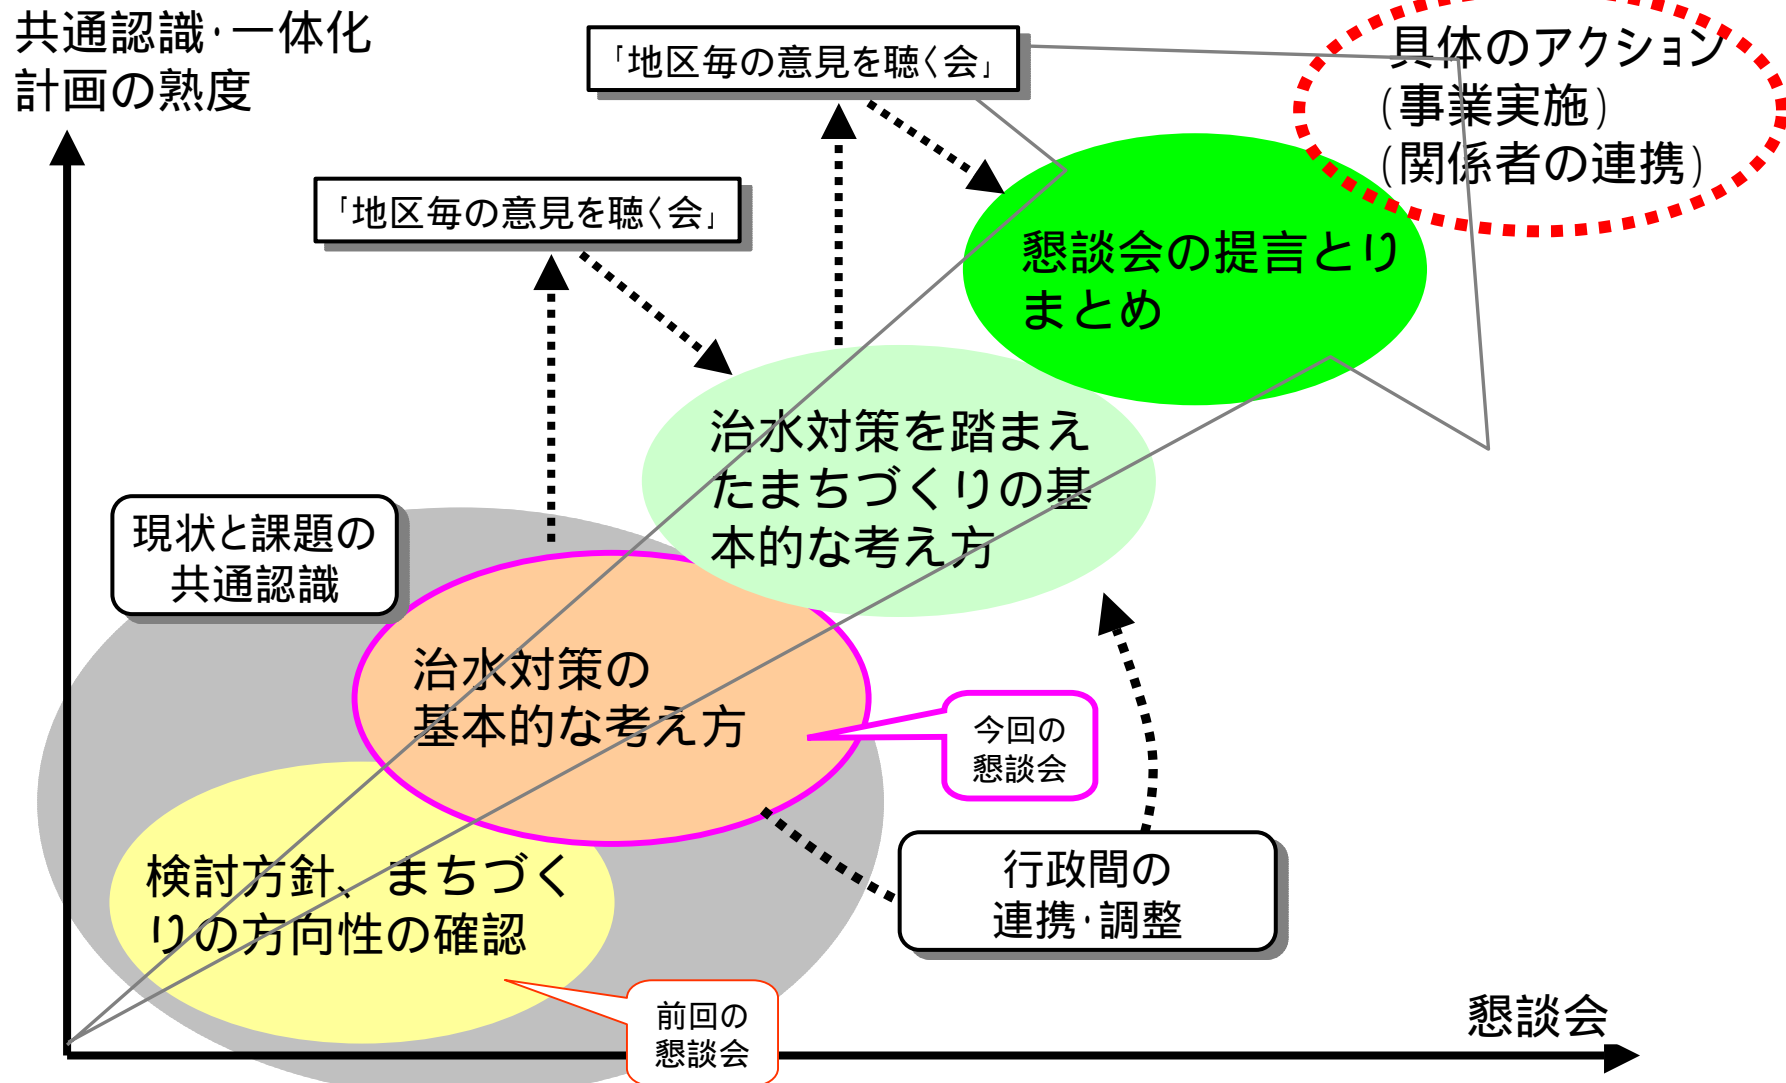 共通認識・一体化
計画の熟度
「地区毎の意見を聴く会」
具体のアクション
(事業実施)
(関係者の連携)
「地区毎の意見を聴く会」
懇談会の提言とり
まとめ
治水対策を踏まえ
たまちづくりの基
本的な考え方
現状と課題の
共通認識
治水対策の
基本的な考え方
今回の
懇談会
検討方針、まちづく
りの方向性の確認
行政間の
連携・調整
前回の
懇談会
懇談会